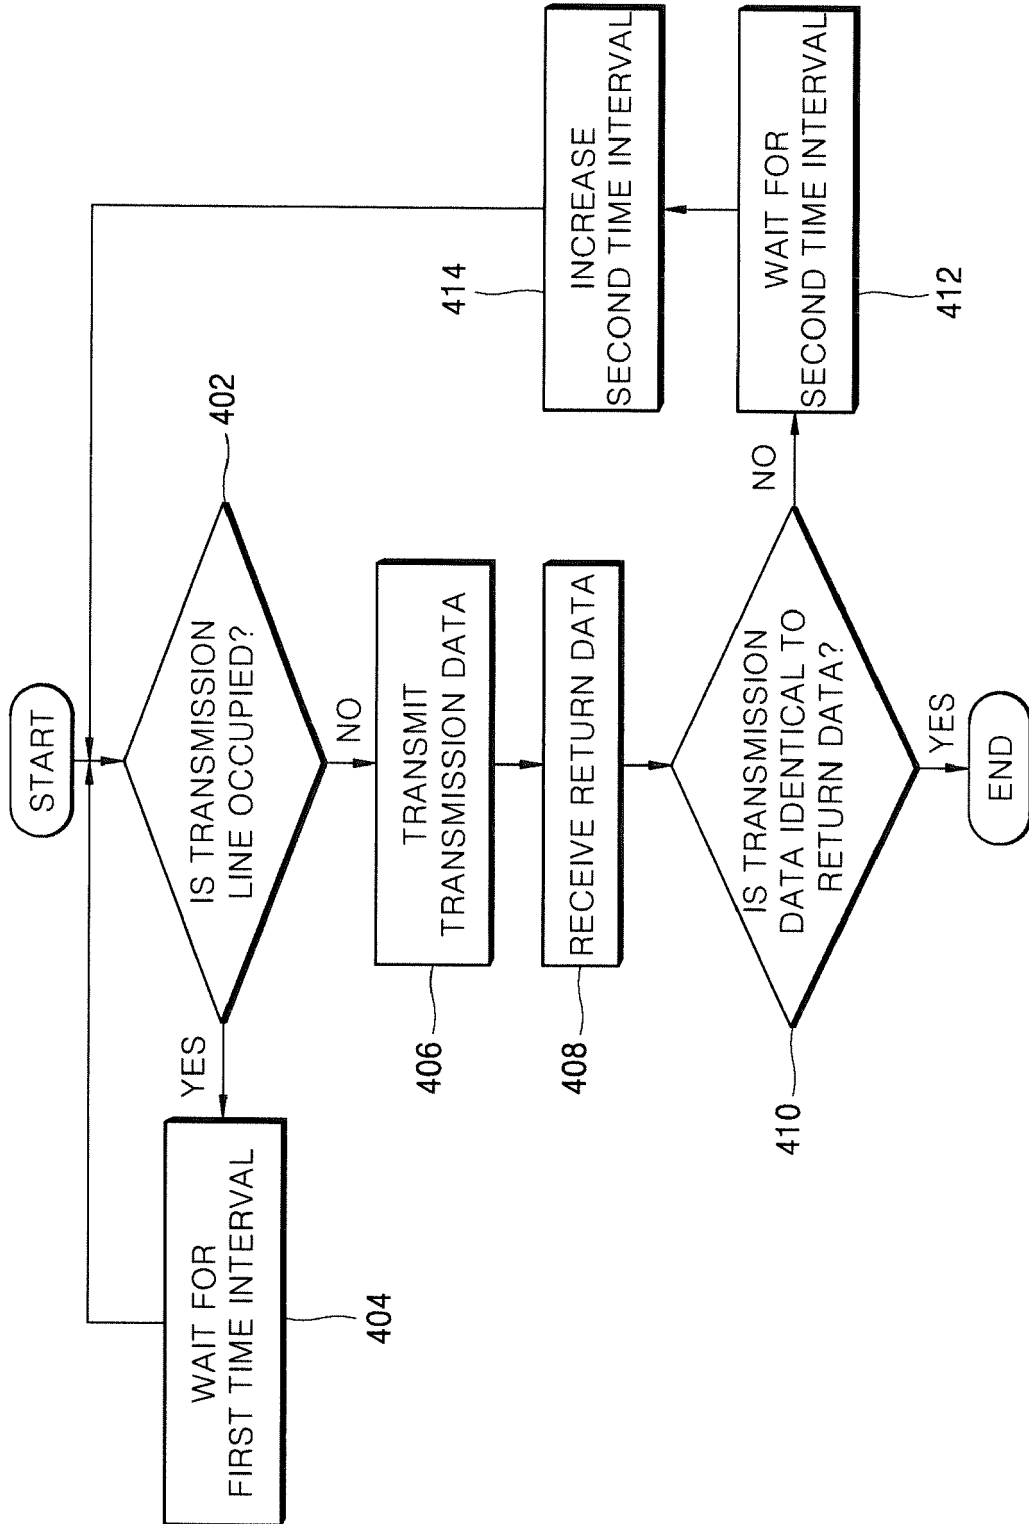 START
IS TRANSMISSION
LINE OCCUPIED?
402
YES
WAIT FOR
FIRST TIME INTERVAL
404
NO
TRANSMIT
TRANSMISSION DATA
406
RECEIVE RETURN DATA
408
IS TRANSMISSION
DATA IDENTICAL TO
RETURN DATA?
410
NO
WAIT FOR
SECOND TIME INTERVAL
412
INCREASE
SECOND TIME INTERVAL
414
YES
END